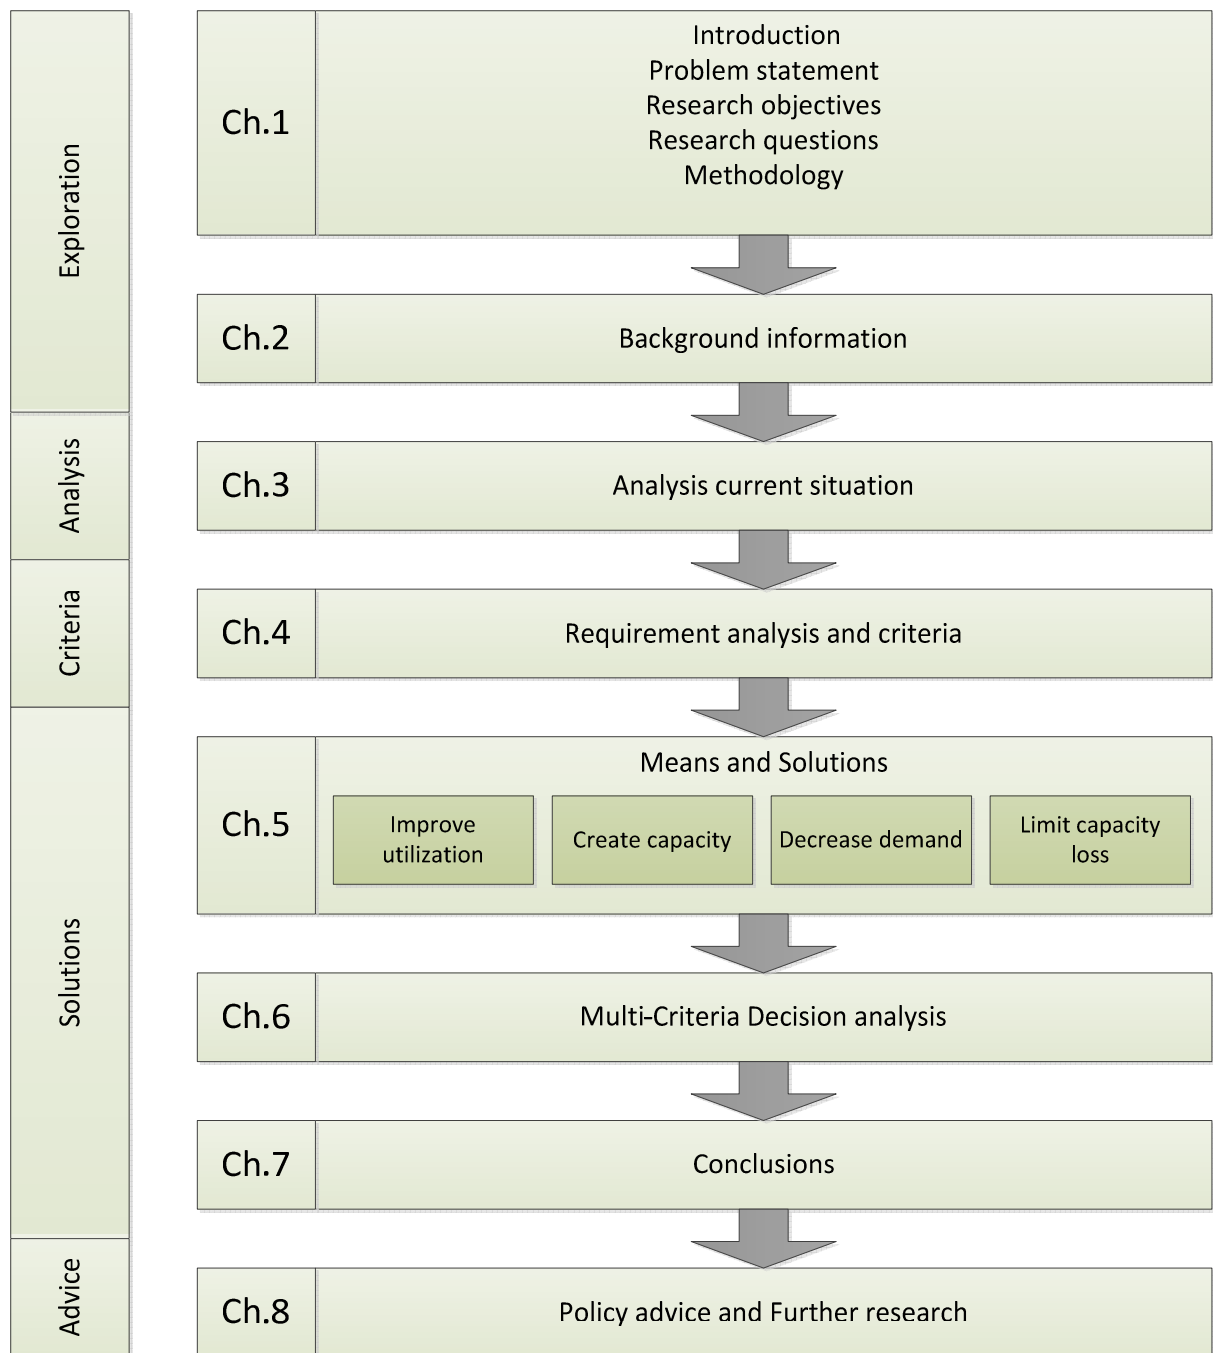 Exploration
Analysis
Criteria
Solutions
Advice
Ch.1
Introduction
Problem statement
Research objectives
Research questions
Methodology
Ch.2
Background information
Ch.3
Analysis current situation
Ch.4
Requirement analysis and criteria
Ch.5
Means and Solutions
Improve
utilization
Create capacity
Decrease demand
Limit capacity
loss
Ch.6
Multi-Criteria Decision analysis
Ch.7
Conclusions
Ch.8
Policy advice and Further research